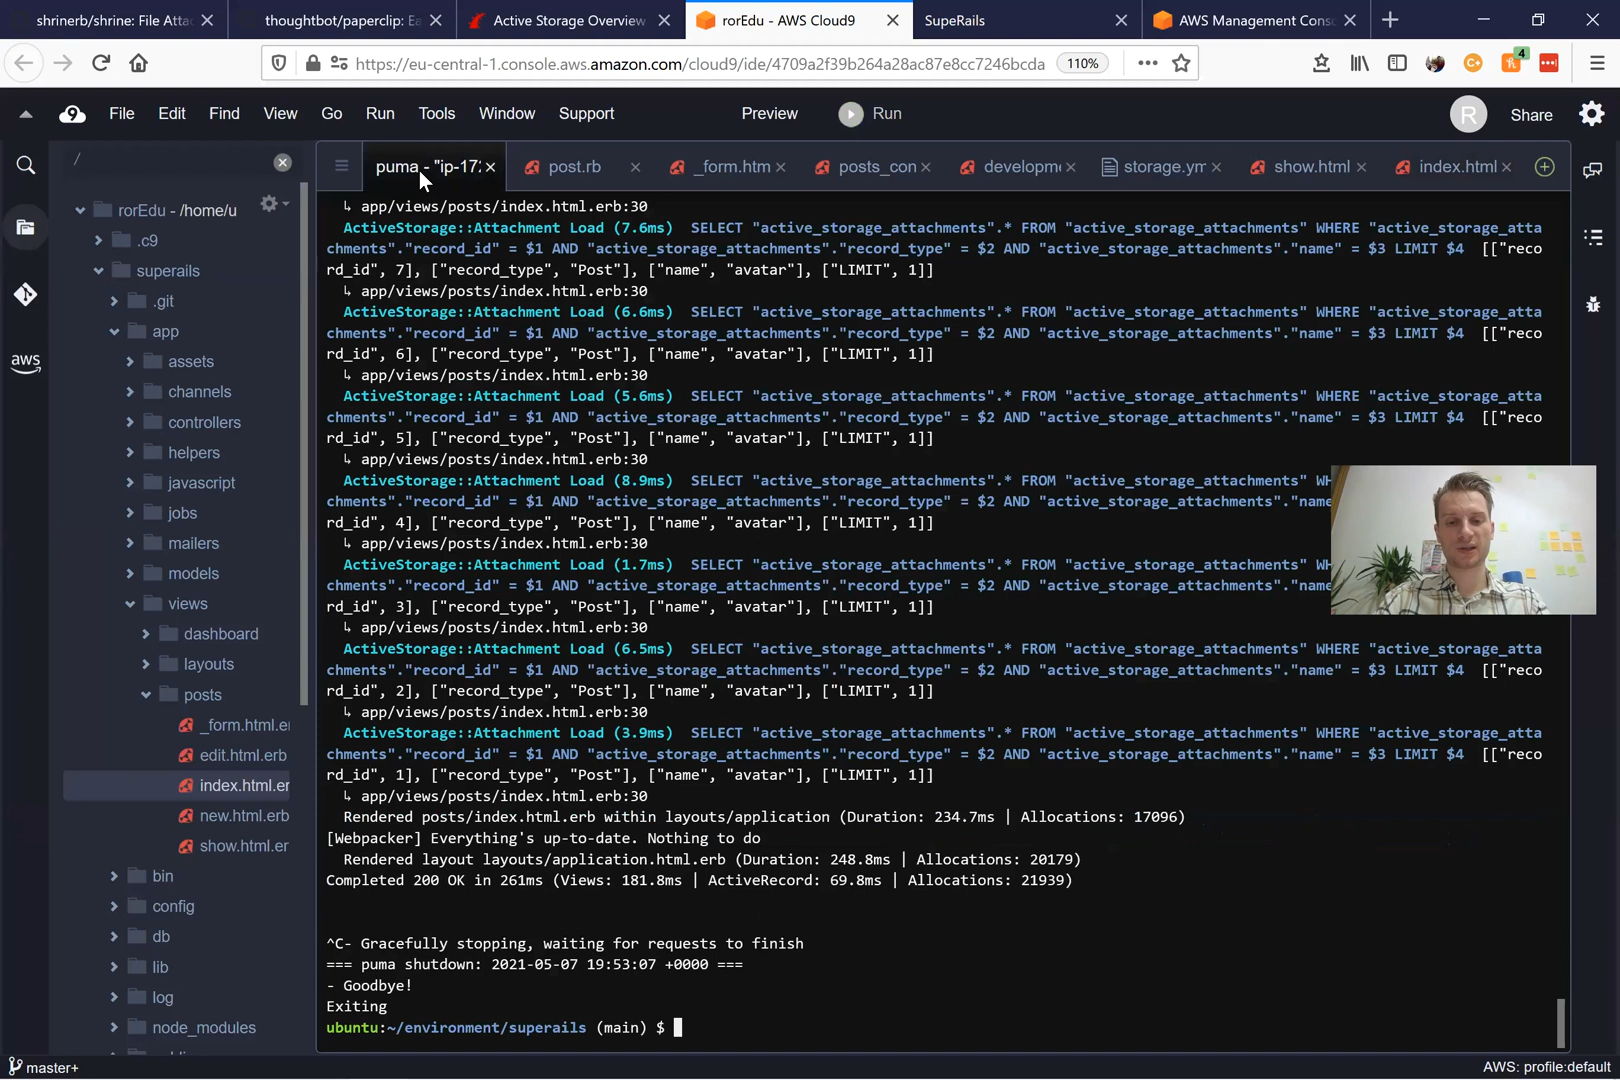 shrinerb/shrine: File Attac
thoughtbot/paperclip: Ea
Active Storage Overview
rorEdu - AWS Cloud9
SupeRails
AWS Management Cons
https://eu-central-1.console.aws.amazon.com/cloud9/ide/4709a2f39b264a28ac87e8cc7246bcda
110%
4
9
File
Edit
Find
View
Go
Run
Tools
Window
Support
Preview
Run
R
Share
/
puma - "ip-172
post.rb
_form.htm
posts_con
developme
storage.ym
show.html
index.html
rorEdu - /home/u
.c9
superails
.git
app
assets
channels
controllers
helpers
javascript
jobs
mailers
models
views
dashboard
layouts
posts
_form.html.er
edit.html.erb
index.html.er
new.html.erb
show.html.er
bin
config
db
lib
log
node_modules
aws
↳ app/views/posts/index.html.erb:30
ActiveStorage::Attachment Load (7.6ms)  SELECT "active_storage_attachments".* FROM "active_storage_attachments" WHERE "active_storage_atta
chments"."record_id" = $1 AND "active_storage_attachments"."record_type" = $2 AND "active_storage_attachments"."name" = $3 LIMIT $4  [["reco
rd_id", 7], ["record_type", "Post"], ["name", "avatar"], ["LIMIT", 1]]
↳ app/views/posts/index.html.erb:30
ActiveStorage::Attachment Load (6.6ms)  SELECT "active_storage_attachments".* FROM "active_storage_attachments" WHERE "active_storage_atta
chments"."record_id" = $1 AND "active_storage_attachments"."record_type" = $2 AND "active_storage_attachments"."name" = $3 LIMIT $4  [["reco
rd_id", 6], ["record_type", "Post"], ["name", "avatar"], ["LIMIT", 1]]
↳ app/views/posts/index.html.erb:30
ActiveStorage::Attachment Load (5.6ms)  SELECT "active_storage_attachments".* FROM "active_storage_attachments" WHERE "active_storage_atta
chments"."record_id" = $1 AND "active_storage_attachments"."record_type" = $2 AND "active_storage_attachments"."name" = $3 LIMIT $4  [["reco
rd_id", 5], ["record_type", "Post"], ["name", "avatar"], ["LIMIT", 1]]
↳ app/views/posts/index.html.erb:30
ActiveStorage::Attachment Load (8.9ms)  SELECT "active_storage_attachments".* FROM "active_storage_attachments" WH
chments"."record_id" = $1 AND "active_storage_attachments"."record_type" = $2 AND "active_storage_attachments"."name"
rd_id", 4], ["record_type", "Post"], ["name", "avatar"], ["LIMIT", 1]]
↳ app/views/posts/index.html.erb:30
ActiveStorage::Attachment Load (1.7ms)  SELECT "active_storage_attachments".* FROM "active_storage_attachments" WH
chments"."record_id" = $1 AND "active_storage_attachments"."record_type" = $2 AND "active_storage_attachments"."name"
rd_id", 3], ["record_type", "Post"], ["name", "avatar"], ["LIMIT", 1]]
↳ app/views/posts/index.html.erb:30
ActiveStorage::Attachment Load (6.5ms)  SELECT "active_storage_attachments".* FROM "active_storage_attachments" WHERE "active_storage_atta
chments"."record_id" = $1 AND "active_storage_attachments"."record_type" = $2 AND "active_storage_attachments"."name" = $3 LIMIT $4  [["reco
rd_id", 2], ["record_type", "Post"], ["name", "avatar"], ["LIMIT", 1]]
↳ app/views/posts/index.html.erb:30
ActiveStorage::Attachment Load (3.9ms)  SELECT "active_storage_attachments".* FROM "active_storage_attachments" WHERE "active_storage_atta
chments"."record_id" = $1 AND "active_storage_attachments"."record_type" = $2 AND "active_storage_attachments"."name" = $3 LIMIT $4  [["reco
rd_id", 1], ["record_type", "Post"], ["name", "avatar"], ["LIMIT", 1]]
↳ app/views/posts/index.html.erb:30
Rendered posts/index.html.erb within layouts/application (Duration: 234.7ms | Allocations: 17096)
[Webpacker] Everything's up-to-date. Nothing to do
Rendered layout layouts/application.html.erb (Duration: 248.8ms | Allocations: 20179)
Completed 200 OK in 261ms (Views: 181.8ms | ActiveRecord: 69.8ms | Allocations: 21939)
^C- Gracefully stopping, waiting for requests to finish
=== puma shutdown: 2021-05-07 19:53:07 +0000 ===
- Goodbye!
Exiting
ubuntu:~/environment/superails (main) $
master+
AWS: profile:default